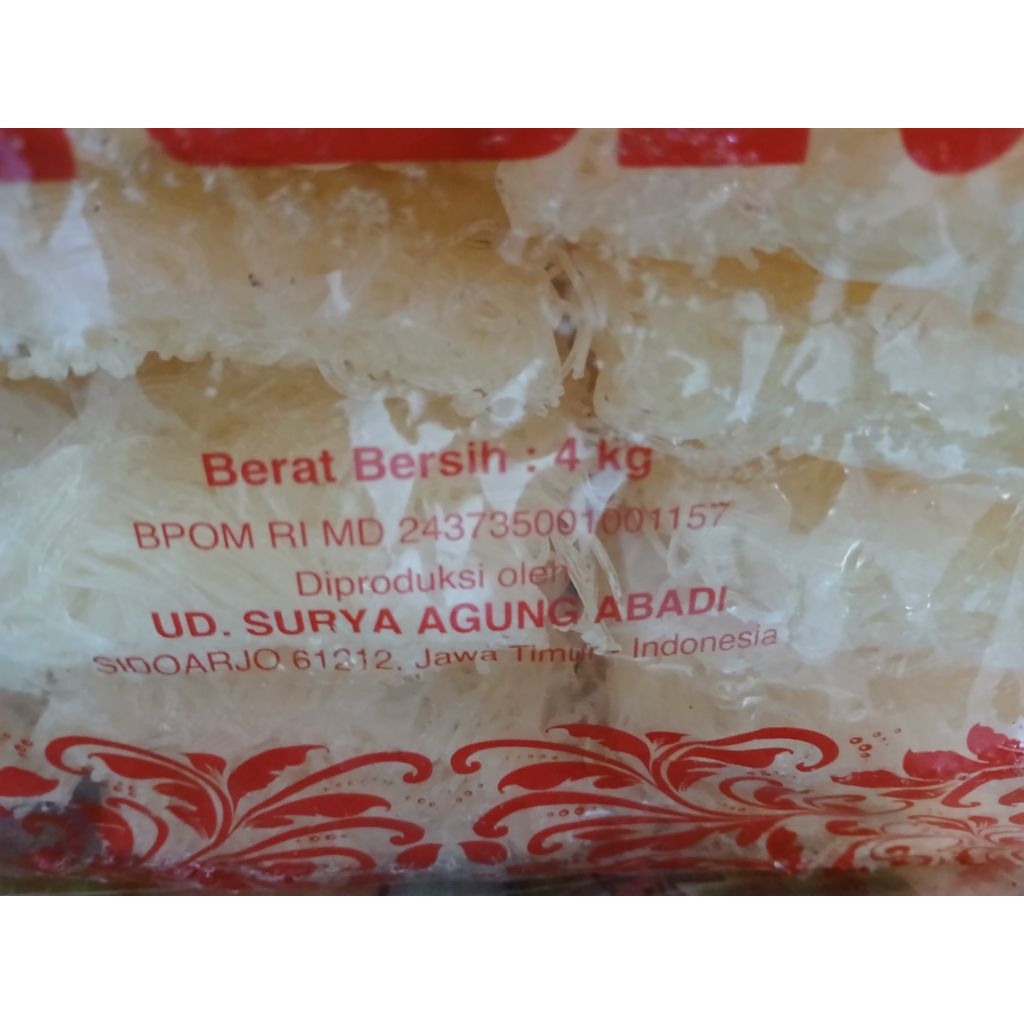 Berat Bersih : 4 kg
BPOM RI MD 243735001001157
Diproduksi oleh
UD. SURYA AGUNG ABADI
SIDOARJO 61212, Jawa Timur - Indonesia